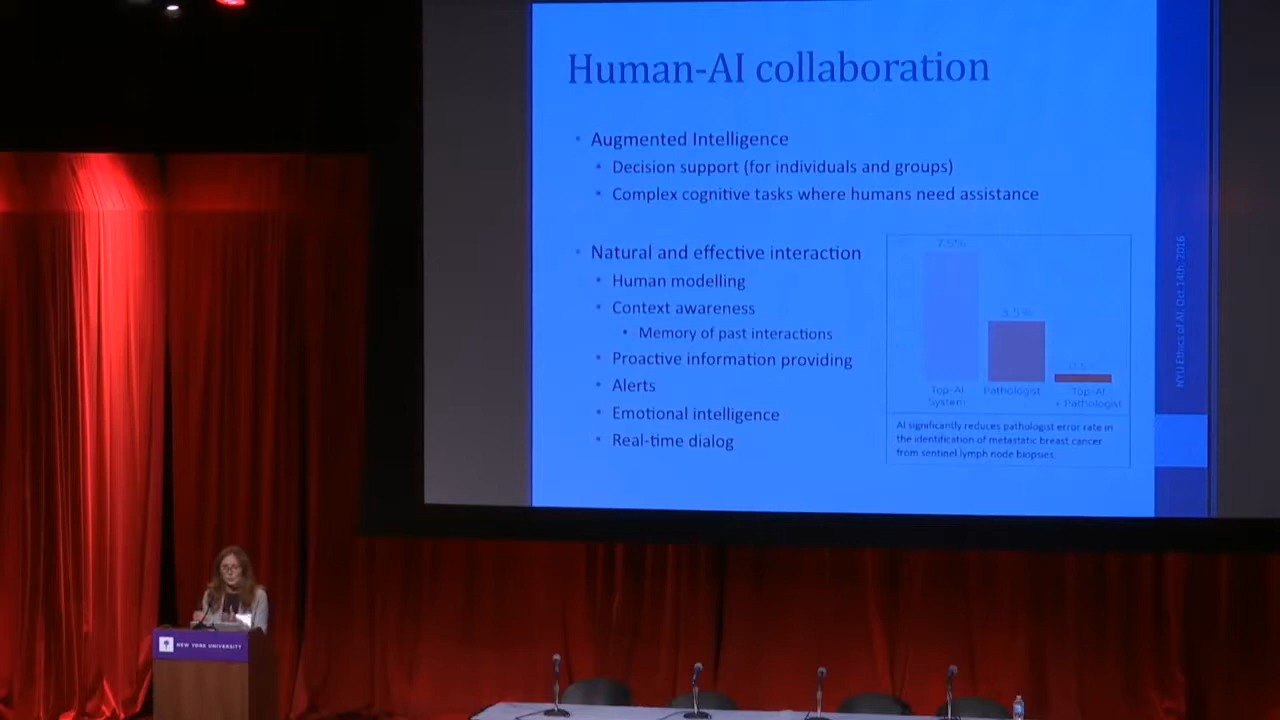 Human-AI collaboration
Augmented Intelligence
Decision support (for individuals and groups)
Complex cognitive tasks where humans need assistance
Natural and effective interaction
Human modelling
Context awareness
Memory of past interactions
Proactive information providing
Alerts
Emotional intelligence
Real-time dialog
7.5%
3.5%
Top-AI
System
Pathologist
Top-AI
+ Pathologist
AI significantly reduces pathologist error rate in
the identification of metastatic breast cancer
from sentinel lymph node biopsies.
NYU Ethics of AI, Oct 14th, 2016
NEW YORK UNIVERSITY